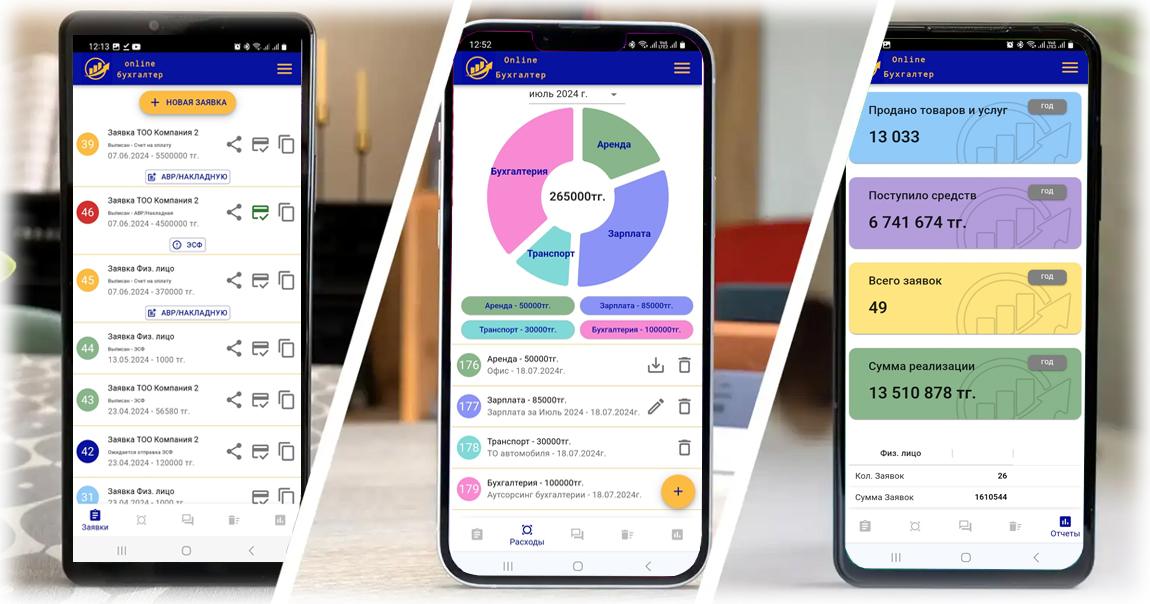 12:13
online
бухгалтер
+ НОВАЯ ЗАЯВКА
39
Заявка ТОО Компания 2
Выписан - Счет на оплату
07.06.2024 - 5500000 тг.
АВР/НАКЛАДНУЮ
46
Заявка ТОО Компания 2
Выписан - АВР/Накладная
07.06.2024 - 4500000 тг.
ЭСФ
45
Заявка Физ. лицо
Выписан - Счет на оплату
07.06.2024 - 370000 тг.
АВР/НАКЛАДНУЮ
44
Заявка Физ. лицо
Выписан - ЭСФ
13.05.2024 - 1000 тг.
43
Заявка ТОО Компания 2
Выписан - ЭСФ
23.04.2024 - 56580 тг.
42
Заявка ТОО Компания 2
Ожидается отправка ЭСФ
23.04.2024 - 120000 тг.
31
Заявка Физ. лицо
23.04.2024 - 1000 тг.
Заявки
12:52
Online
Бухгалтер
июль 2024 г.
Аренда
Бухгалтерия
265000тг.
Зарплата
Транспорт
Аренда - 50000тг.
Зарплата - 85000тг.
Транспорт - 30000тг.
Бухгалтерия - 100000тг.
176
Аренда - 50000тг.
Офис - 18.07.2024г.
177
Зарплата - 85000тг.
Зарплата за Июль 2024 - 18.07.2024г.
178
Транспорт - 30000тг.
ТО автомобиля - 18.07.2024г.
179
Бухгалтерия - 100000тг.
Аутсорсинг бухгалтерии - 18.07.2024г.
+
Расходы
Online
Бухгалтер
Продано товаров и услуг
год
13 033
Поступило средств
год
6 741 674 тг.
Всего заявок
год
49
Сумма реализации
год
13 510 878 тг.
Физ. лицо
Кол. Заявок 26
Сумма Заявок 1610544
Отчеты